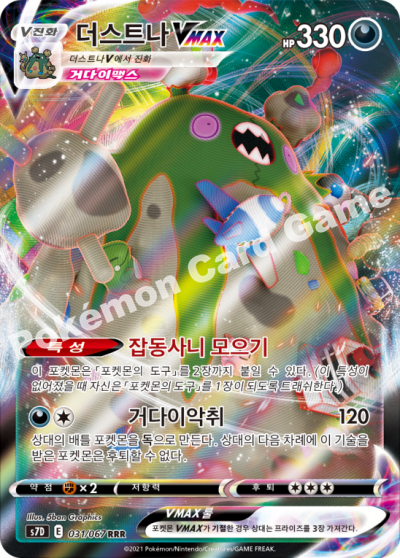 V진화
더스트나 VMAX
HP 330
더스트나V에서 진화
거다이맥스
Pokémon Card Game
특성 잡동사니 모으기
이 포켓몬은 「포켓몬의 도구」를 2장까지 붙일 수 있다. (이 특성이
없어졌을 때 자신은 「포켓몬의 도구」를 1장이 되도록 트래쉬한다.)
거다이악취 120
상대의 배틀 포켓몬을 독으로 만든다. 상대의 다음 차례에 이 기술을
받은 포켓몬은 후퇴할 수 없다.
약점 ×2 저항력 후퇴
Illus. 5ban Graphics
s7D E 031/067 RRR
VMAX룰
포켓몬 VMAX가 기절한 경우 상대는 프라이즈를 3장 가져간다.
©2021 Pokémon/Nintendo/Creatures/GAME FREAK.